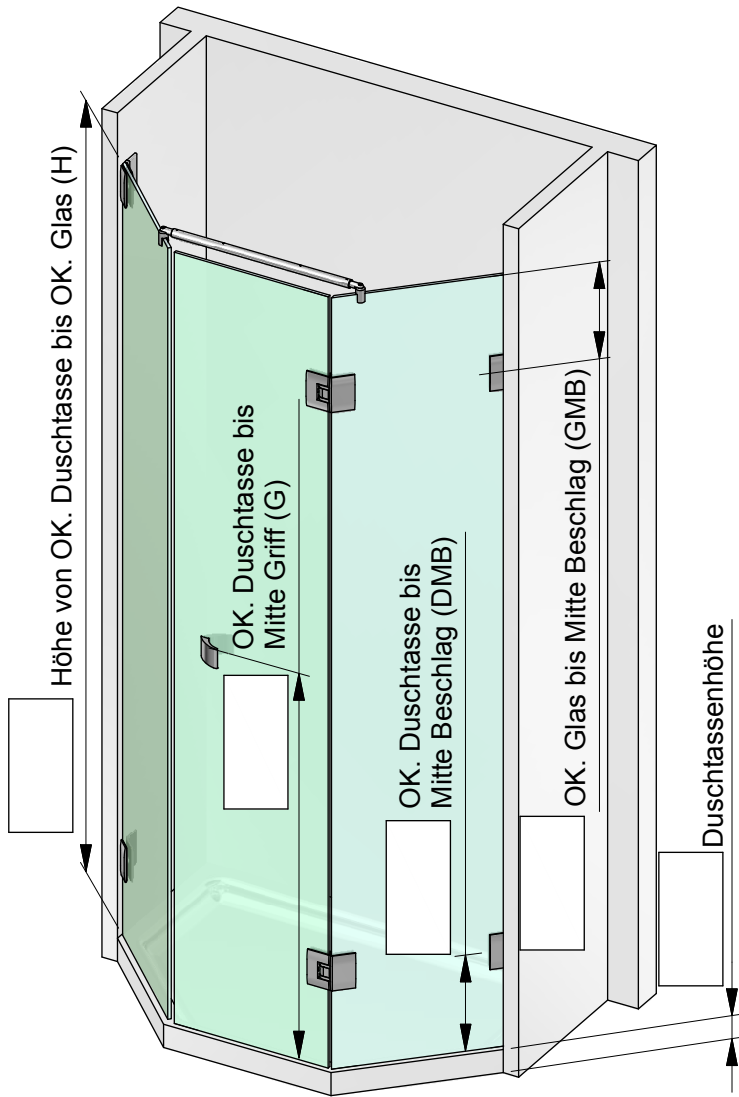 Höhe von OK. Duschtasse bis OK. Glas (H)
OK. Duschtasse bis
Mitte Griff (G)
OK. Duschtasse bis
Mitte Beschlag (DMB)
OK. Glas bis Mitte Beschlag (GMB)
Duschtassenhöhe